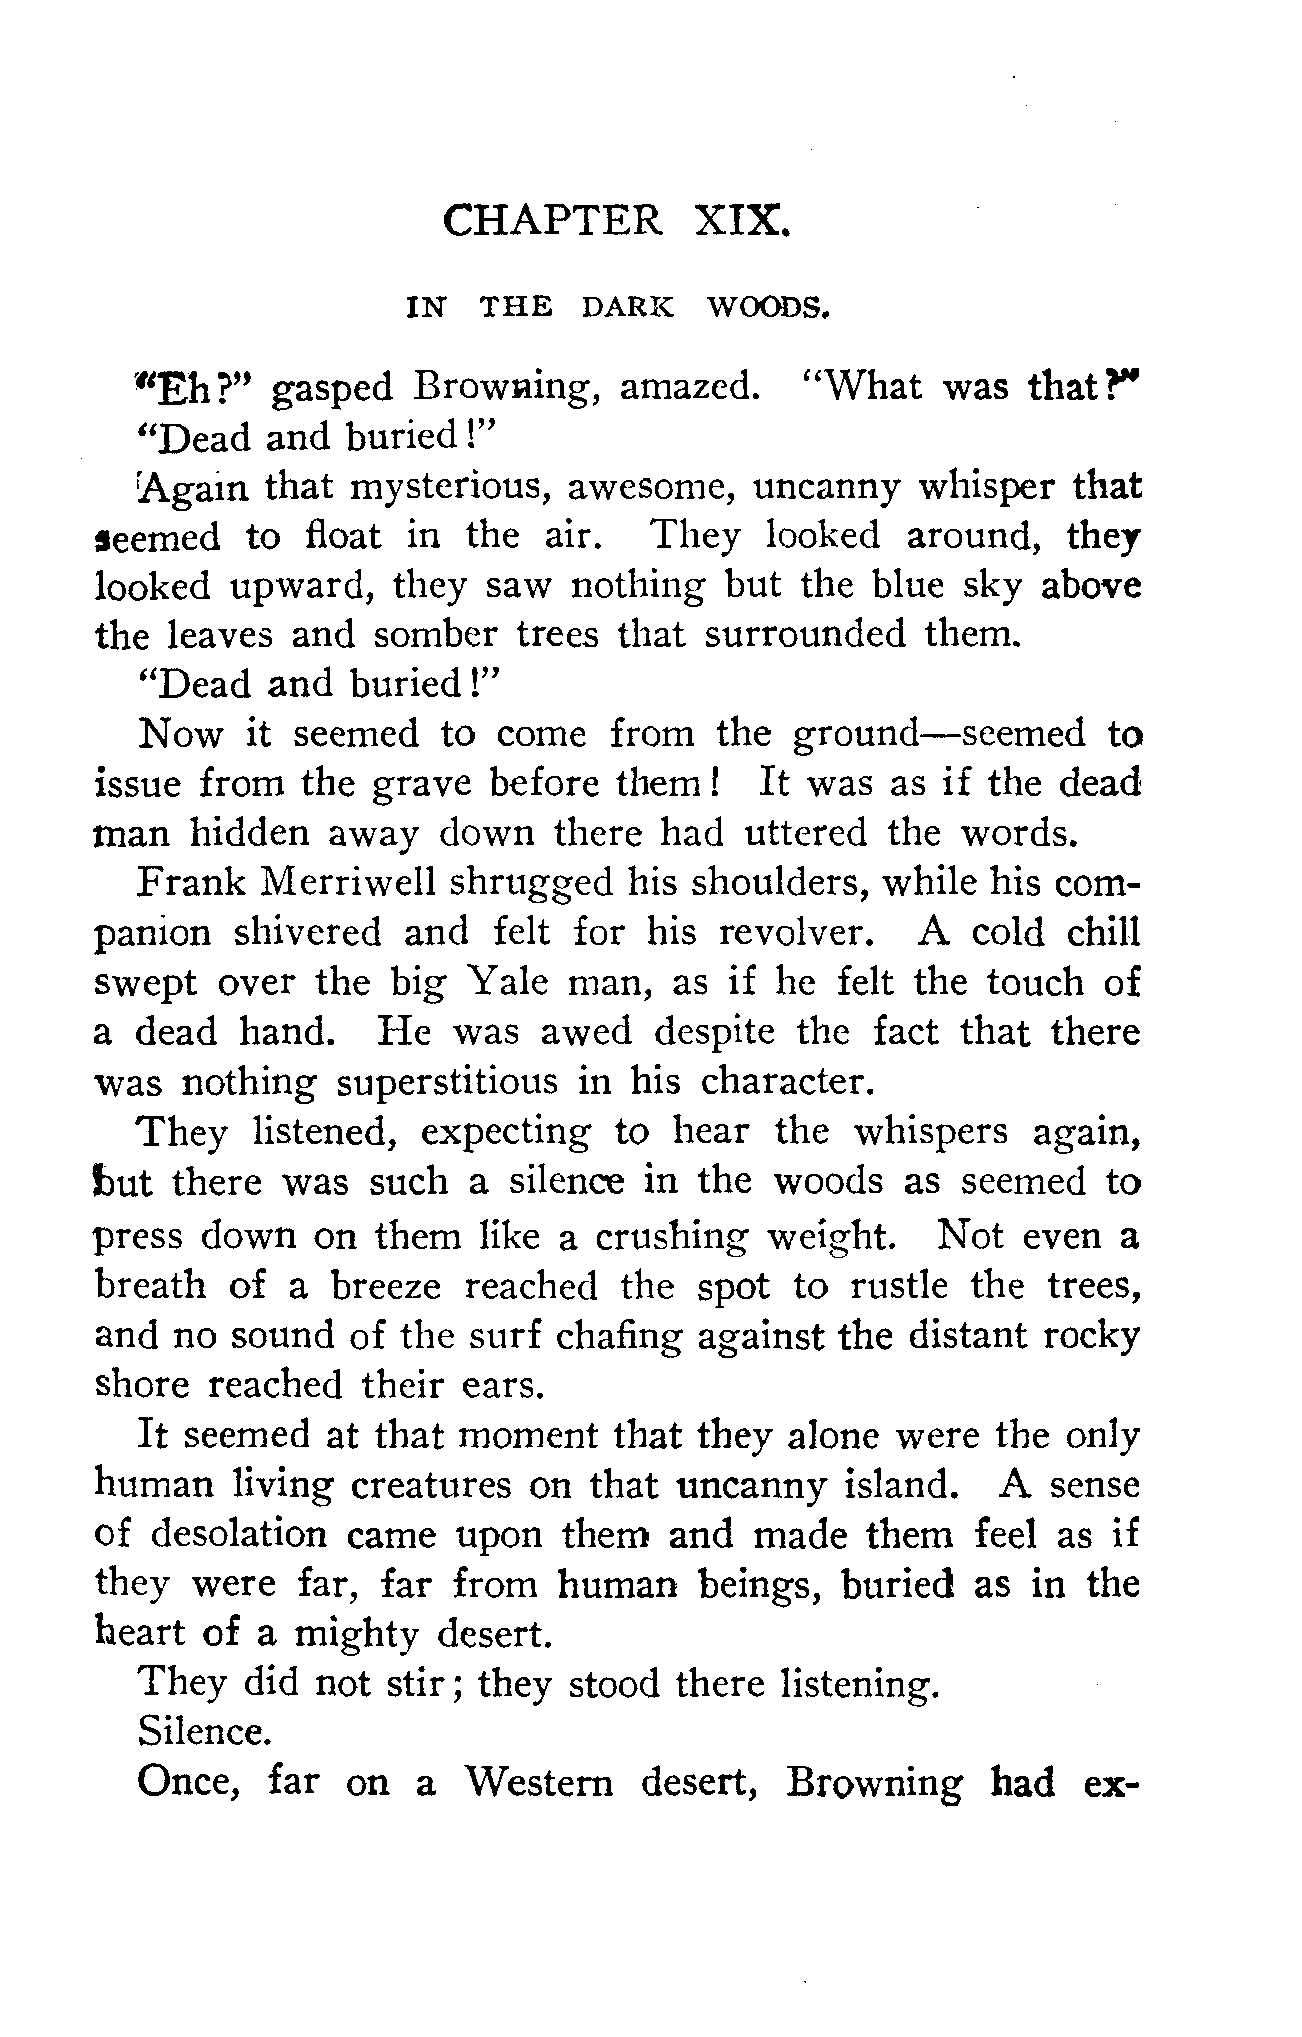 CHAPTER XIX.
IN THE DARK WOODS.
"Eh?" gasped Browning, amazed. "What was that?"
"Dead and buried!"
Again that mysterious, awesome, uncanny whisper that
seemed to float in the air. They looked around, they
looked upward, they saw nothing but the blue sky above
the leaves and somber trees that surrounded them.
"Dead and buried!"
Now it seemed to come from the ground—seemed to
issue from the grave before them! It was as if the dead
man hidden away down there had uttered the words.
Frank Merriwell shrugged his shoulders, while his com-
panion shivered and felt for his revolver. A cold chill
swept over the big Yale man, as if he felt the touch of
a dead hand. He was awed despite the fact that there
was nothing superstitious in his character.
They listened, expecting to hear the whispers again,
but there was such a silence in the woods as seemed to
press down on them like a crushing weight. Not even a
breath of a breeze reached the spot to rustle the trees,
and no sound of the surf chafing against the distant rocky
shore reached their ears.
It seemed at that moment that they alone were the only
human living creatures on that uncanny island. A sense
of desolation came upon them and made them feel as if
they were far, far from human beings, buried as in the
heart of a mighty desert.
They did not stir; they stood there listening.
Silence.
Once, far on a Western desert, Browning had ex-